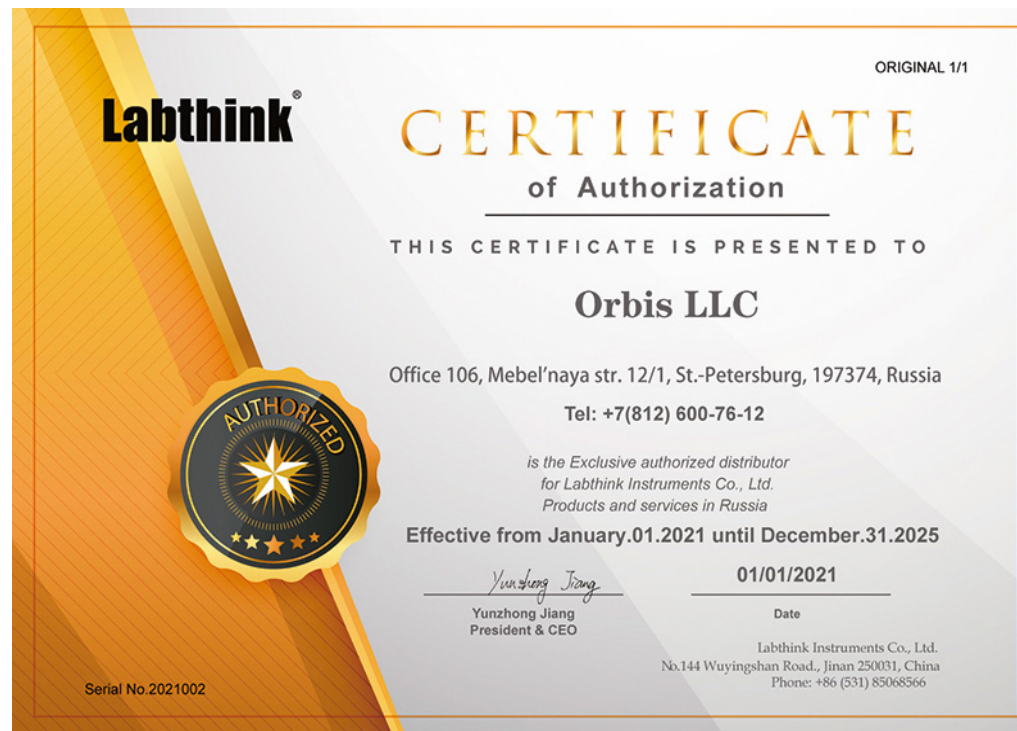 ORIGINAL 1/1
Labthink®
CERTIFICATE
of Authorization
THIS CERTIFICATE IS PRESENTED TO
Orbis LLC
Office 106, Mebel'naya str. 12/1, St.-Petersburg, 197374, Russia
Tel: +7(812) 600-76-12
AUTHORIZED
is the Exclusive authorized distributor
for Labthink Instruments Co., Ltd.
Products and services in Russia
Effective from January.01.2021 until December.31.2025
Yunzhong Jiang
01/01/2021
Yunzhong Jiang
President & CEO
Date
Labthink Instruments Co., Ltd.
No.144 Wuyingshan Road., Jinan 250031, China
Phone: +86 (531) 85068566
Serial No.2021002